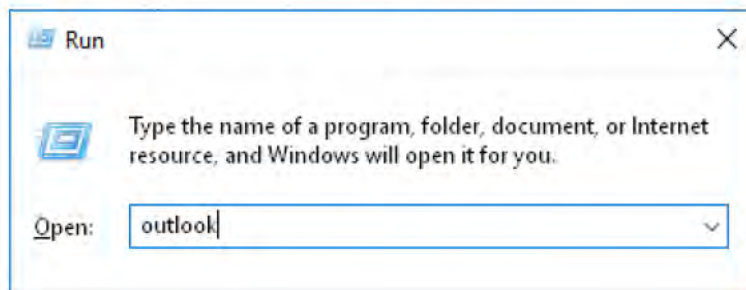 Run
Type the name of a program, folder, document, or Internet
resource, and Windows will open it for you.
Open: outlook